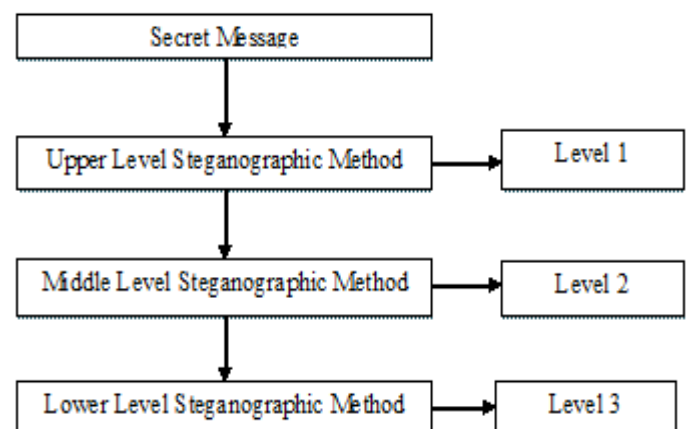 Secret Message
Upper Level Steganographic Method
Level 1
Middle Level Steganographic Method
Level 2
Lower Level Steganographic Method
Level 3